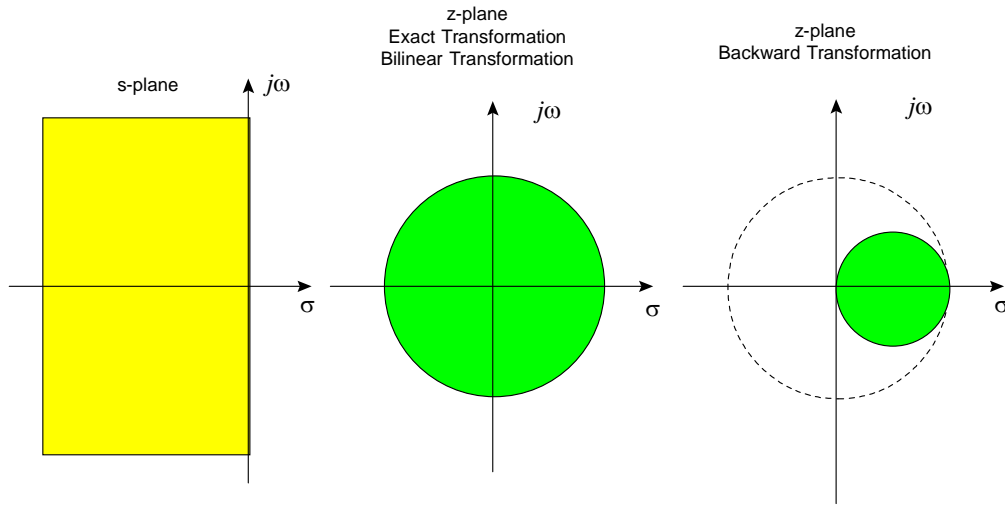 s-plane
jω
σ
z-plane
Exact Transformation
Bilinear Transformation
jω
σ
z-plane
Backward Transformation
jω
σ